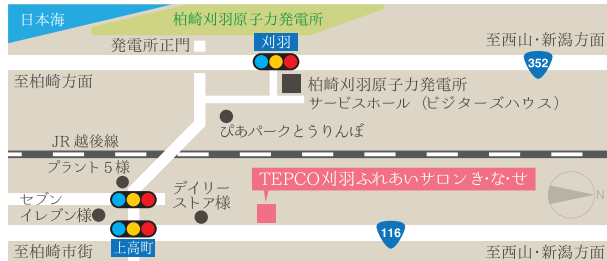 日本海
柏崎刈羽原子力発電所
発電所正門
刈羽
至西山・新潟方面
352
至柏崎方面
柏崎刈羽原子力発電所
サービスホール（ビジターズハウス）
ぴあパークとうりんぼ
JR越後線
プラント5様
TEPCO刈羽ふれあいサロンき・な・せ
セブン
イレブン様
デイリー
ストア様
N
上高町
116
至柏崎市街
至西山・新潟方面